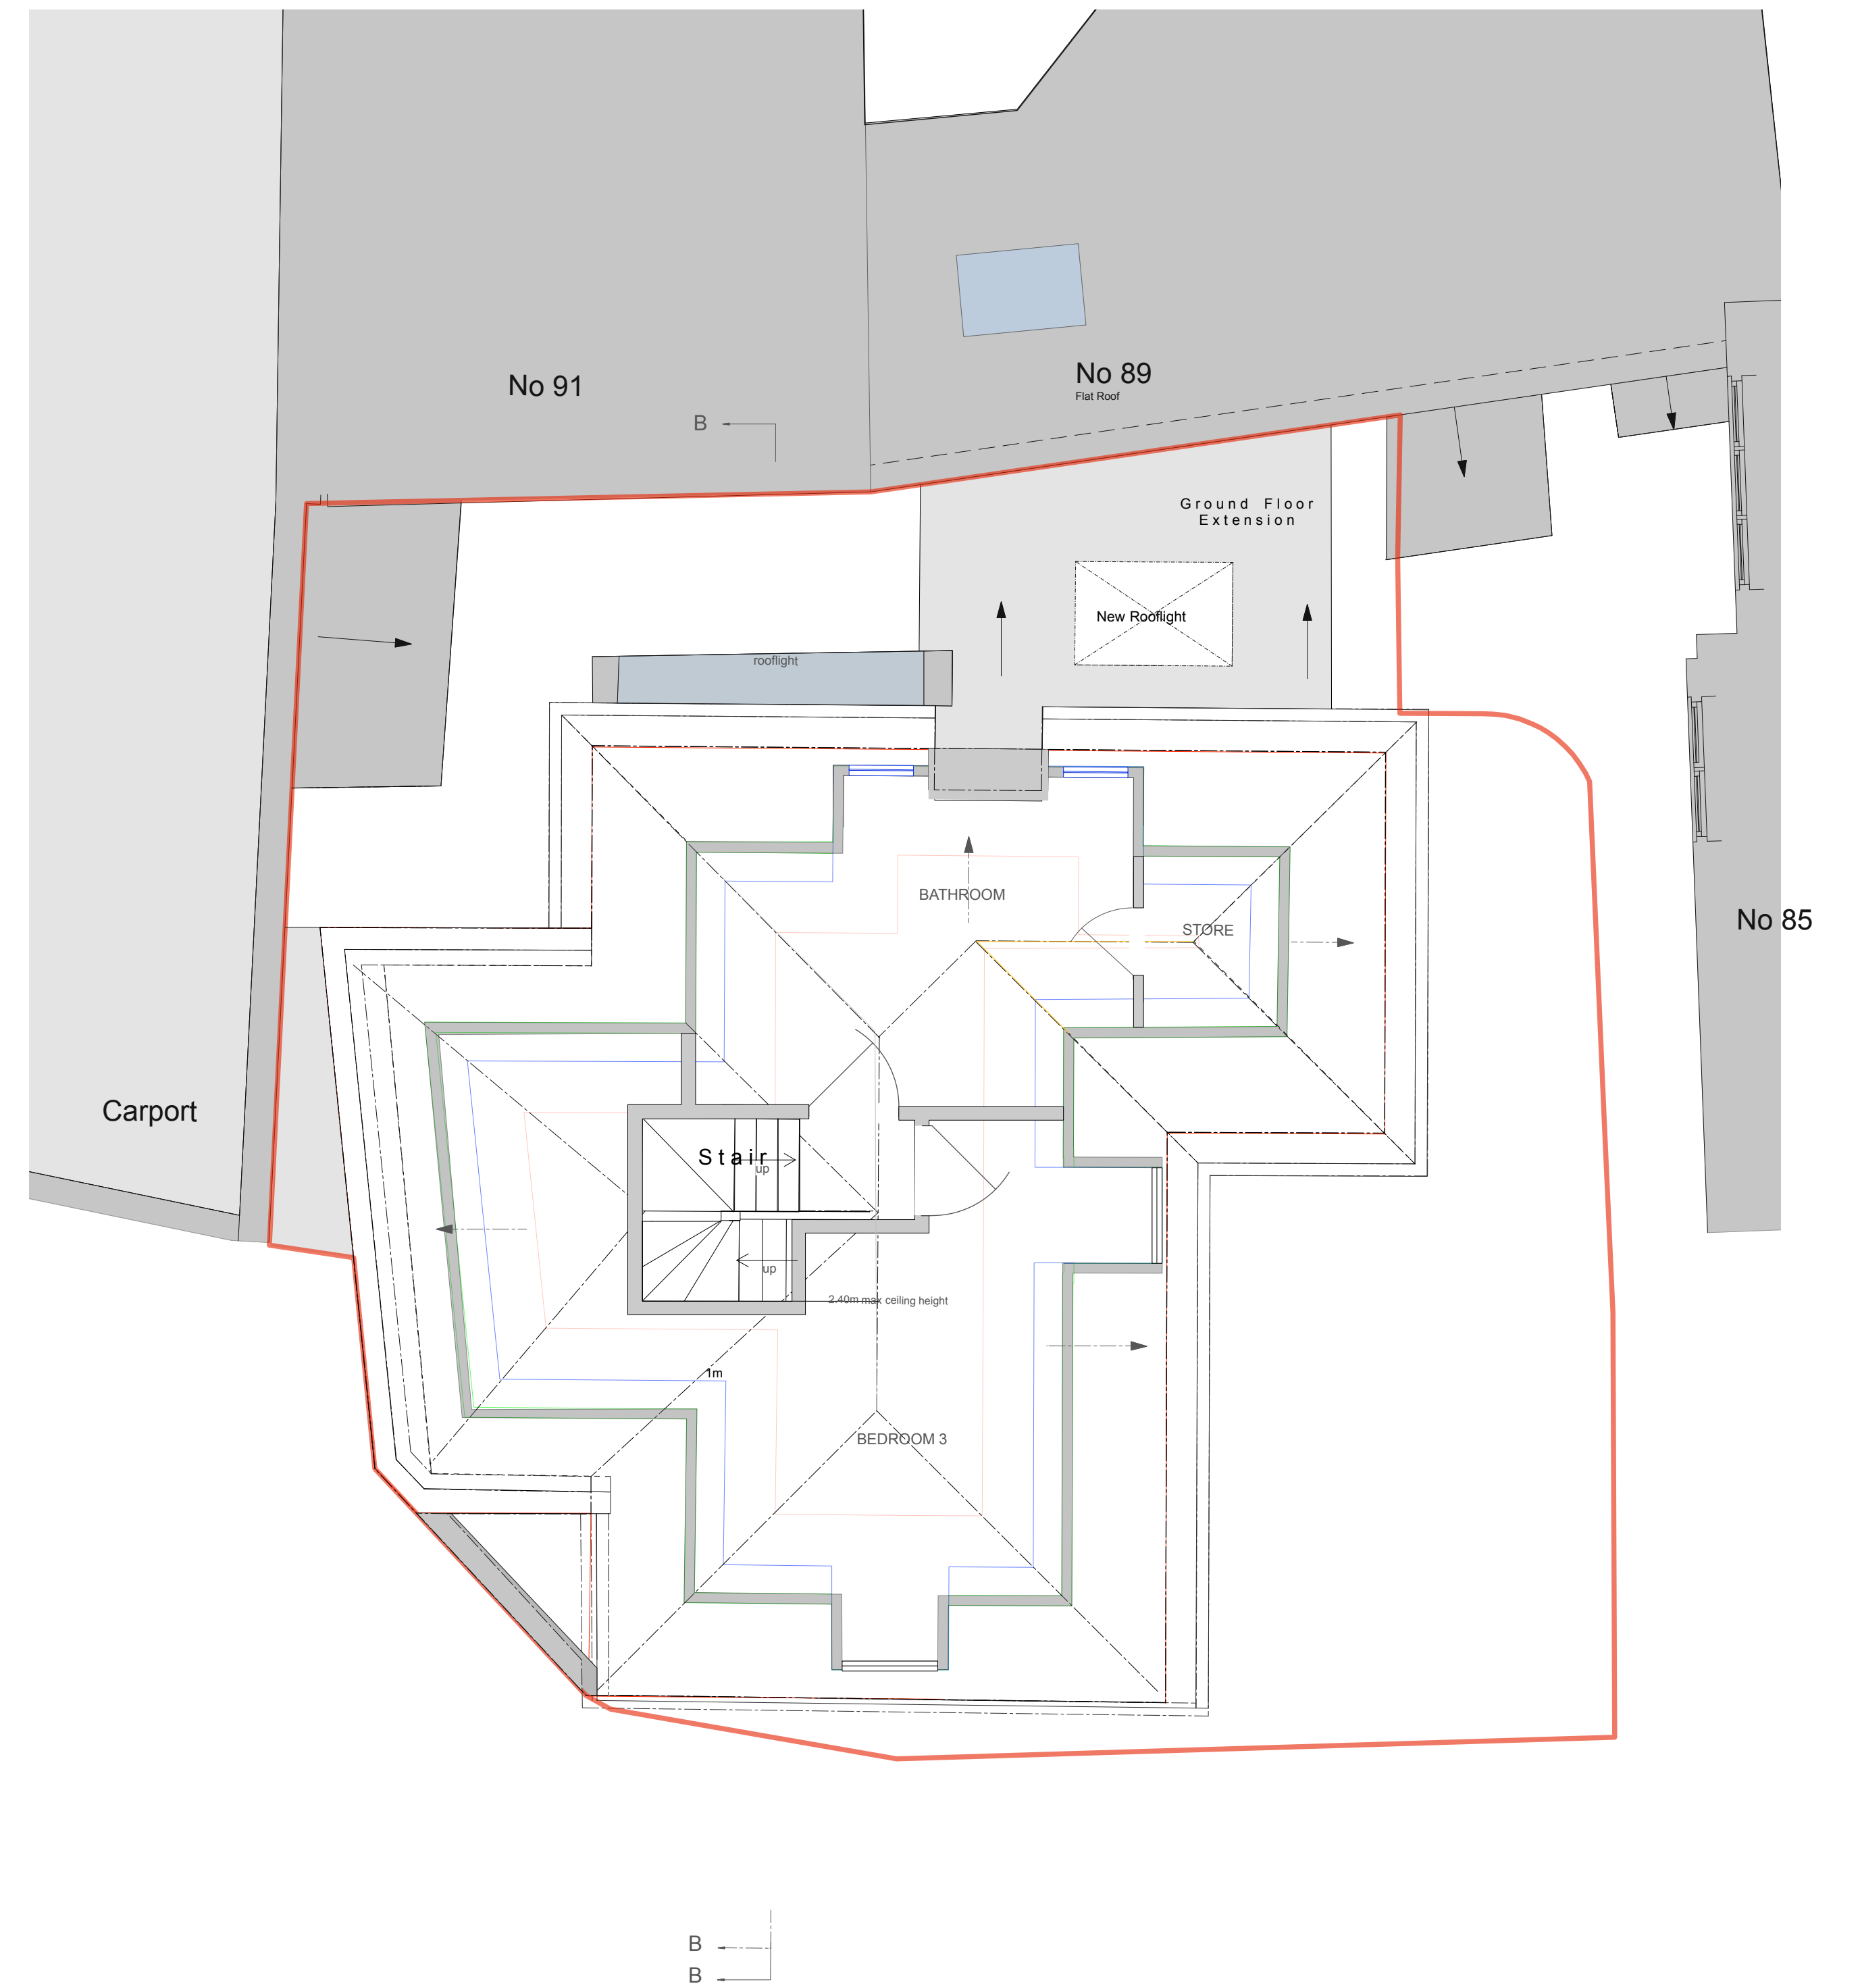 No 91
No 89
Flat Roof
B
Ground Floor
Extension
New Rooflight
rooflight
BATHROOM
STORE
No 85
Carport
Stair
up
up
2.40m max ceiling height
1m
BEDROOM 3
B
B